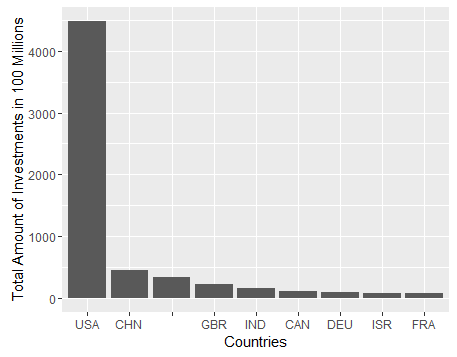 Total Amount of Investments in 100 Millions
4000
3000
2000
1000
0
USA CHN GBR IND CAN DEU ISR FRA
Countries